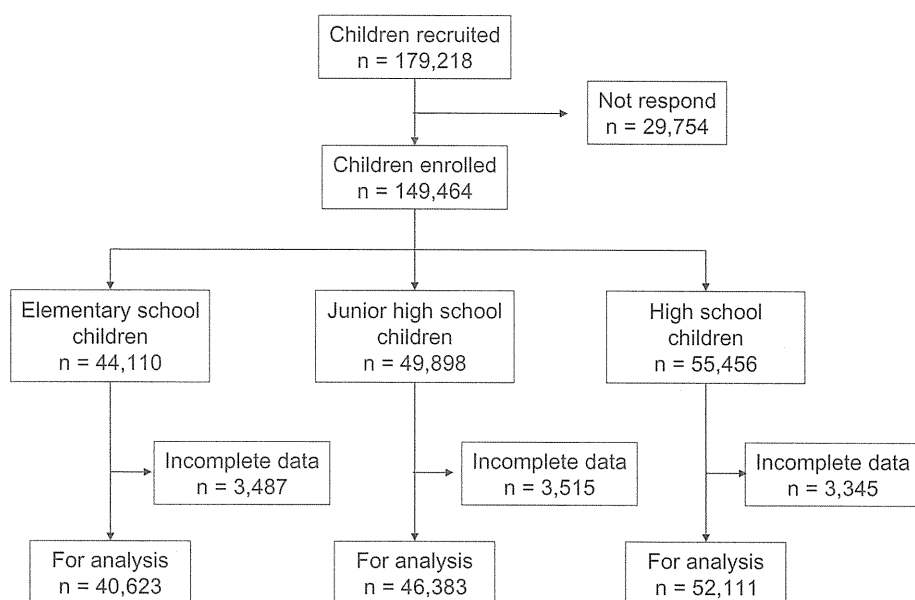 Children recruited
n = 179,218
Not respond
n = 29,754
Children enrolled
n = 149,464
Elementary school
children
n = 44,110
Junior high school
children
n = 49,898
High school
children
n = 55,456
Incomplete data
n = 3,487
Incomplete data
n = 3,515
Incomplete data
n = 3,345
For analysis
n = 40,623
For analysis
n = 46,383
For analysis
n = 52,111